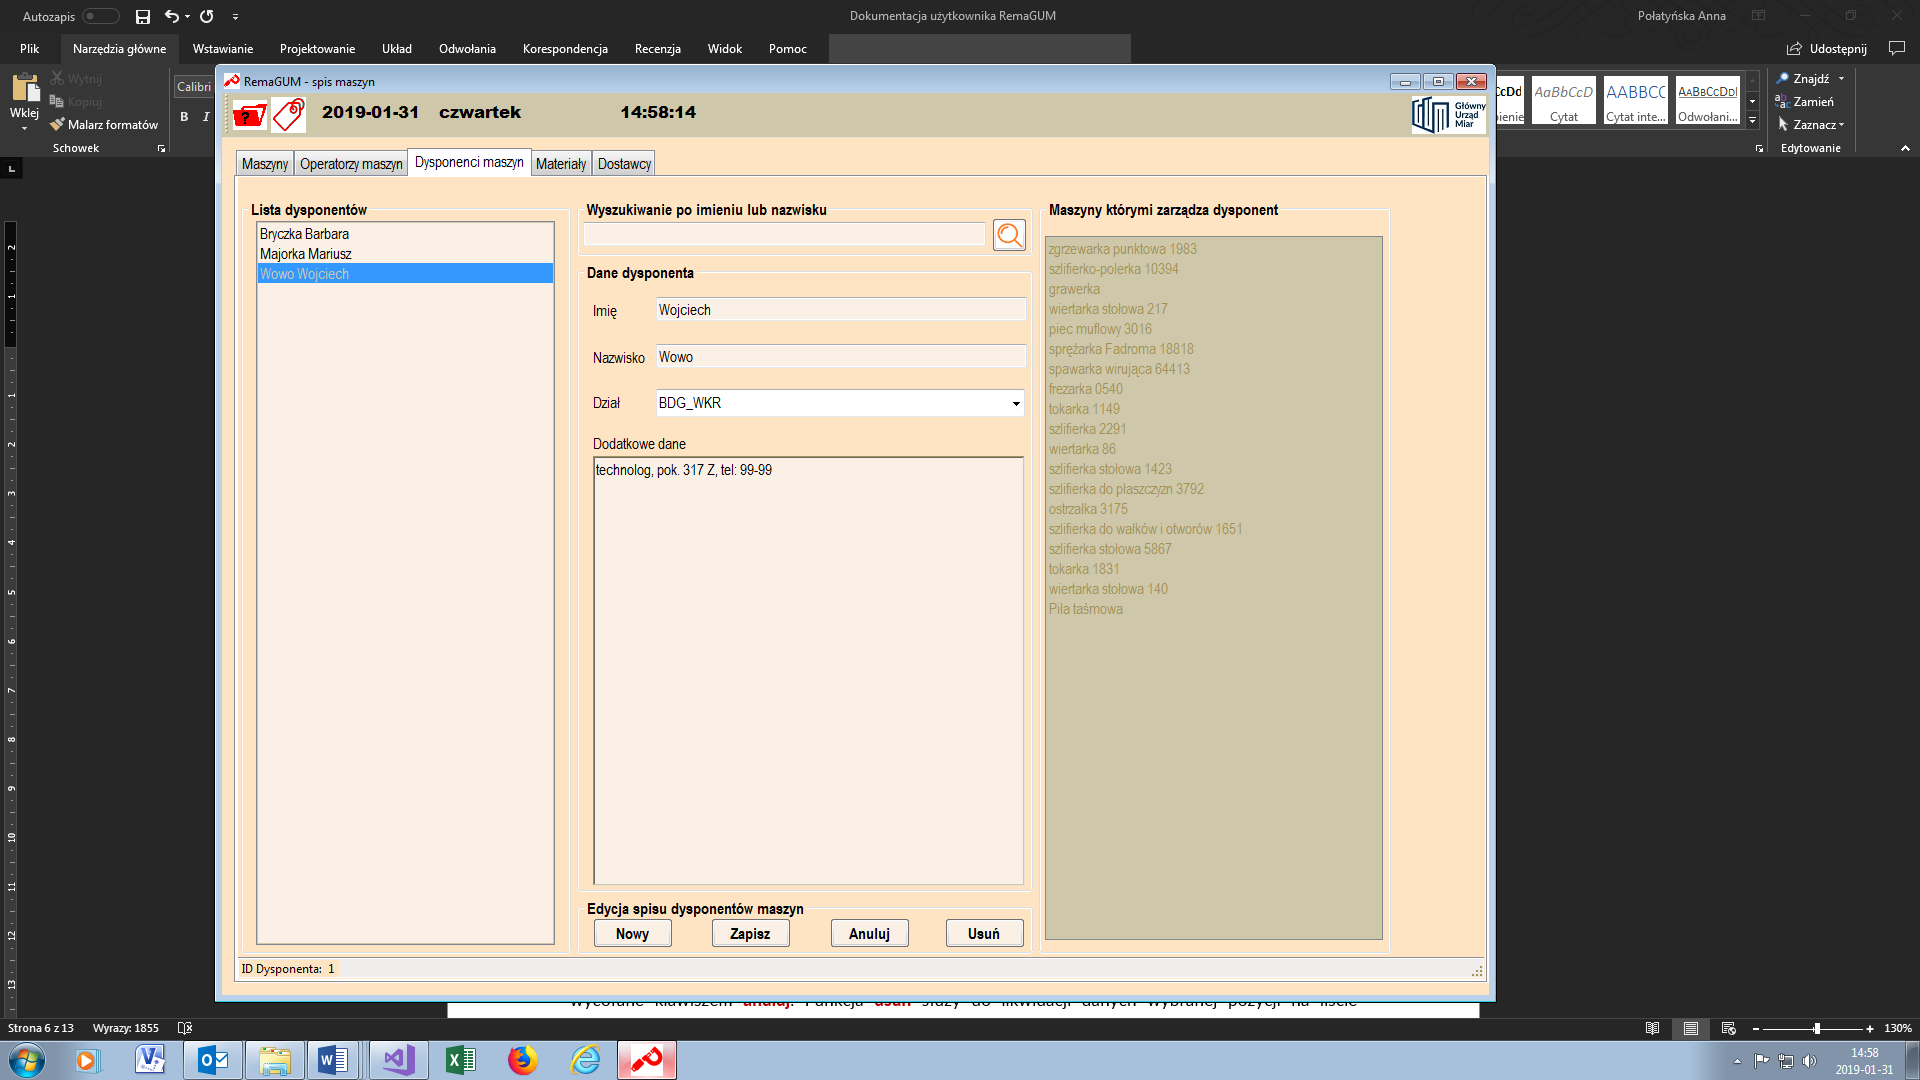 Autozapis
Dokumentacja użytkownika RemaGUM
Połatyńska Anna
Plik
Narzędzia główne
Wstawianie
Projektowanie
Układ
Odwołania
Korespondencja
Recenzja
Widok
Pomoc
Udostępnij
Wklej
Wytnij
Kopiuj
Malarz formatów
Schowek
Calibri
B I
AaBbCcD
Cytat
AABBCC
Cytat inte...
AaBbCcDdI
Odwołani...
Znajdź
Zamień
Zaznacz
Edytowanie
RemaGUM - spis maszyn
2019-01-31 czwartek 14:58:14
Główny
Urząd
Miar
Maszyny
Operatorzy maszyn
Dysponenci maszyn
Materiały
Dostawcy
Lista dysponentów
Bryczka Barbara
Majorka Mariusz
Wowo Wojciech
Wyszukiwanie po imieniu lub nazwisku
Dane dysponenta
Imię Wojciech
Nazwisko Wowo
Dział BDG_WKR
Dodatkowe dane
technolog, pok. 317 Z, tel: 99-99
Edycja spisu dysponentów maszyn
Nowy
Zapisz
Anuluj
Usuń
Maszyny którymi zarządza dysponent
zgrzewarka punktowa 1983
szlifierko-polerka 10394
grawerka
wiertarka stołowa 217
piec muflowy 3016
sprężarka Fadroma 18818
spawarka wirująca 64413
frezarka 0540
tokarka 1149
szlifierka 2291
wiertarka 86
szlifierka stołowa 1423
szlifierka do płaszczyzn 3792
ostrzałka 3175
szlifierka do wałków i otworów 1651
szlifierka stołowa 5867
tokarka 1831
wiertarka stołowa 140
Piła taśmowa
ID Dysponenta: 1
wycofane klawiszem anuluj. Funkcja usuń służy do likwidacji danych wybranej pozycji na liście
Strona 6 z 13
Wyrazy: 1855
130%
14:58
2019-01-31